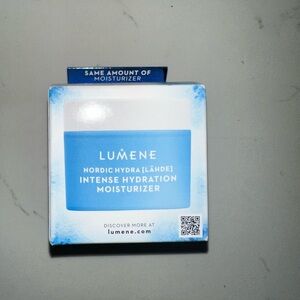 SAME AMOUNT OF
MOISTURIZER
LUMENE
NORDIC HYDRA [LÄHDE]
INTENSE HYDRATION
MOISTURIZER
DISCOVER MORE AT
lumene.com